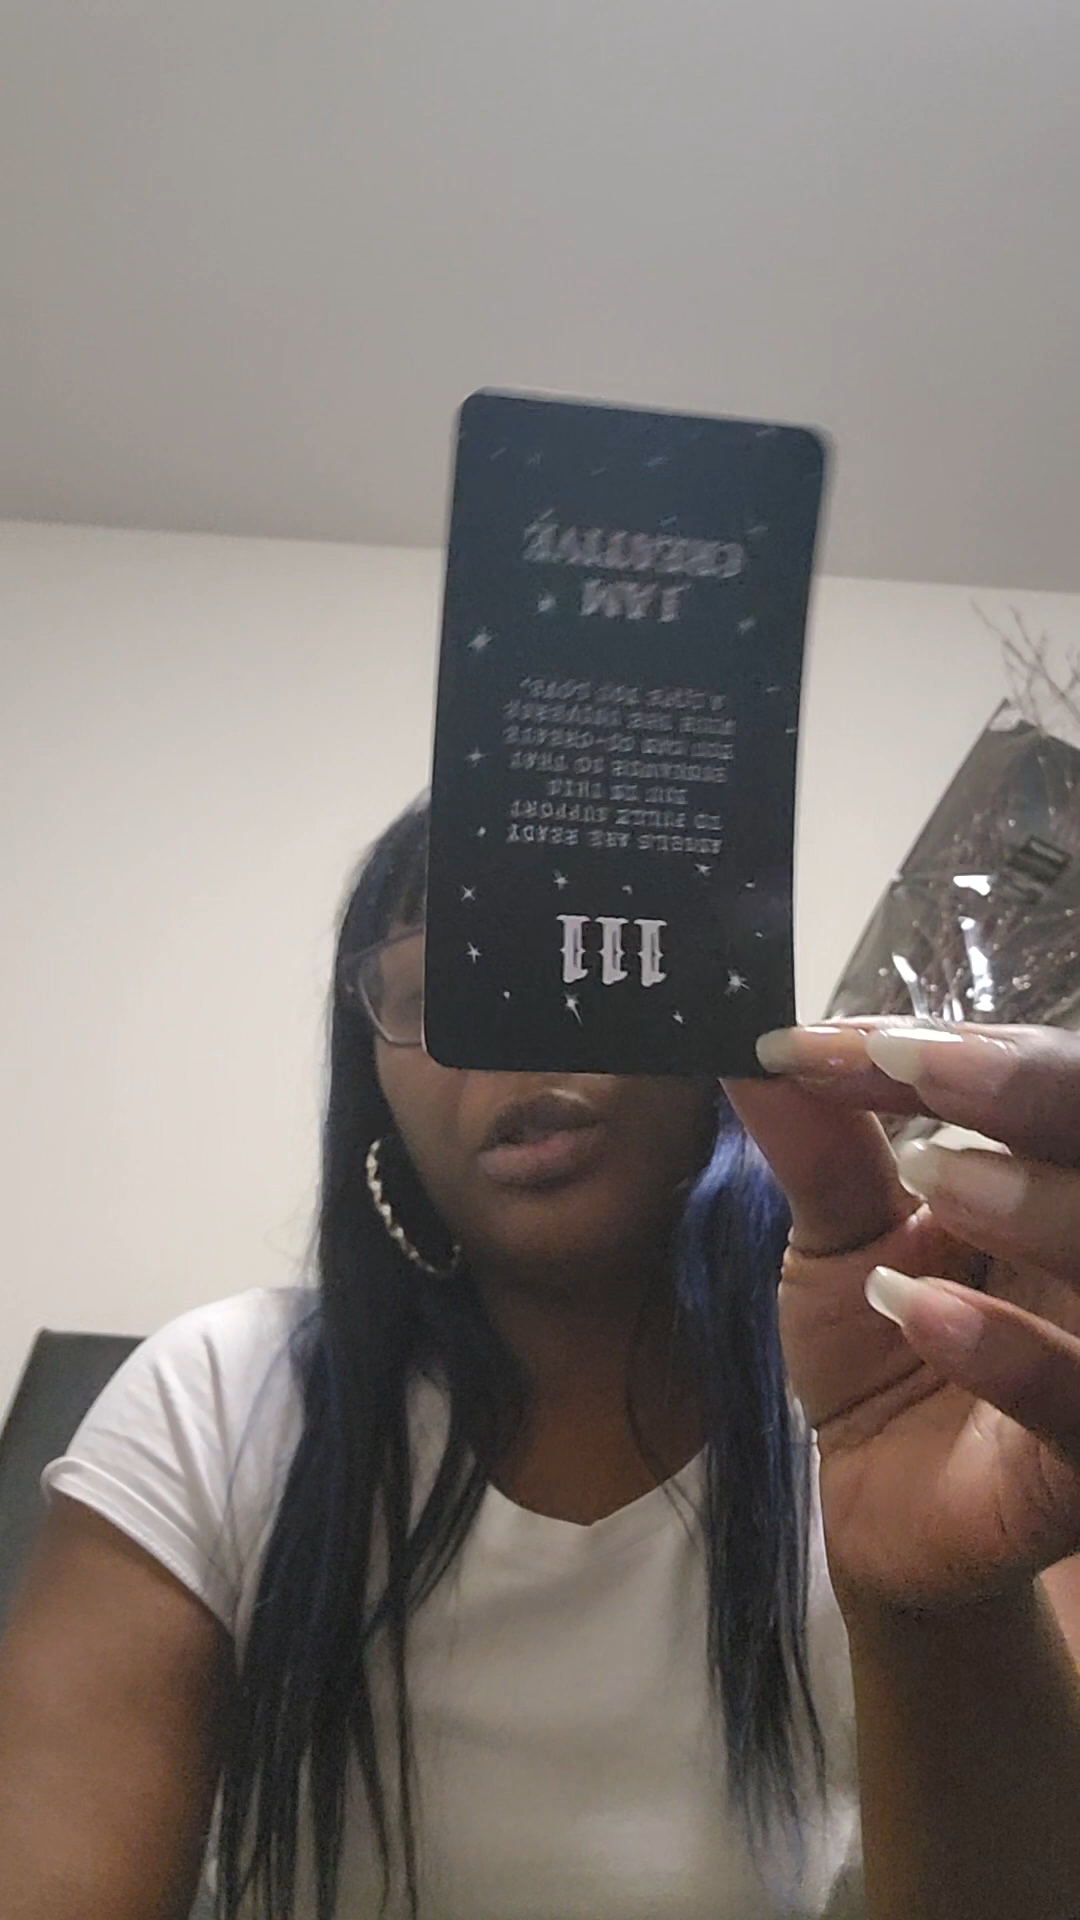 111
ANGELS ARE READY
TO FULLY SUPPORT
YOU IN THIS
ENDEAVOR SO THAT
YOU CAN CO-CREATE
WITH THE UNIVERSE
A LIFE YOU LOVE.
I AM
CREATIVE